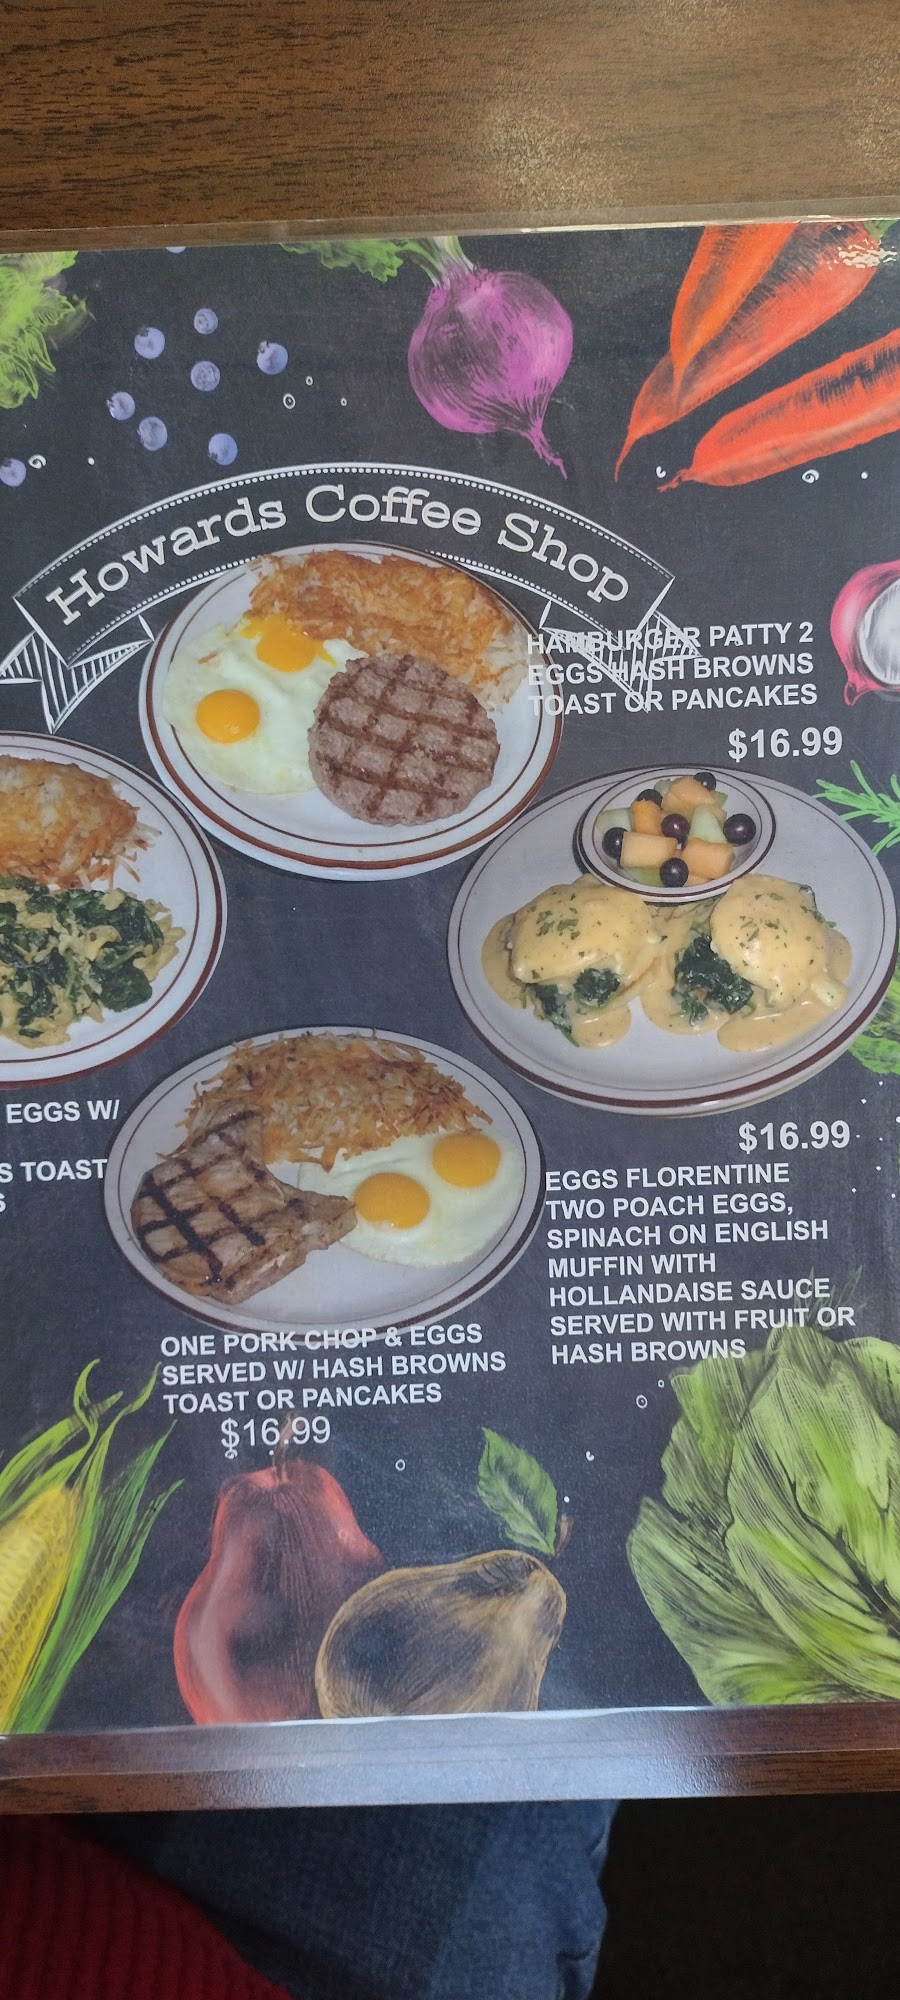 Howards Coffee Shop
HAMBURGER PATTY 2
EGGS HASH BROWNS
TOAST OR PANCAKES
$16.99
EGGS W/
TOAST
$16.99
EGGS FLORENTINE
TWO POACH EGGS,
SPINACH ON ENGLISH
MUFFIN WITH
HOLLANDAISE SAUCE
SERVED WITH FRUIT OR
HASH BROWNS
ONE PORK CHOP & EGGS
SERVED W/ HASH BROWNS
TOAST OR PANCAKES
$16.99